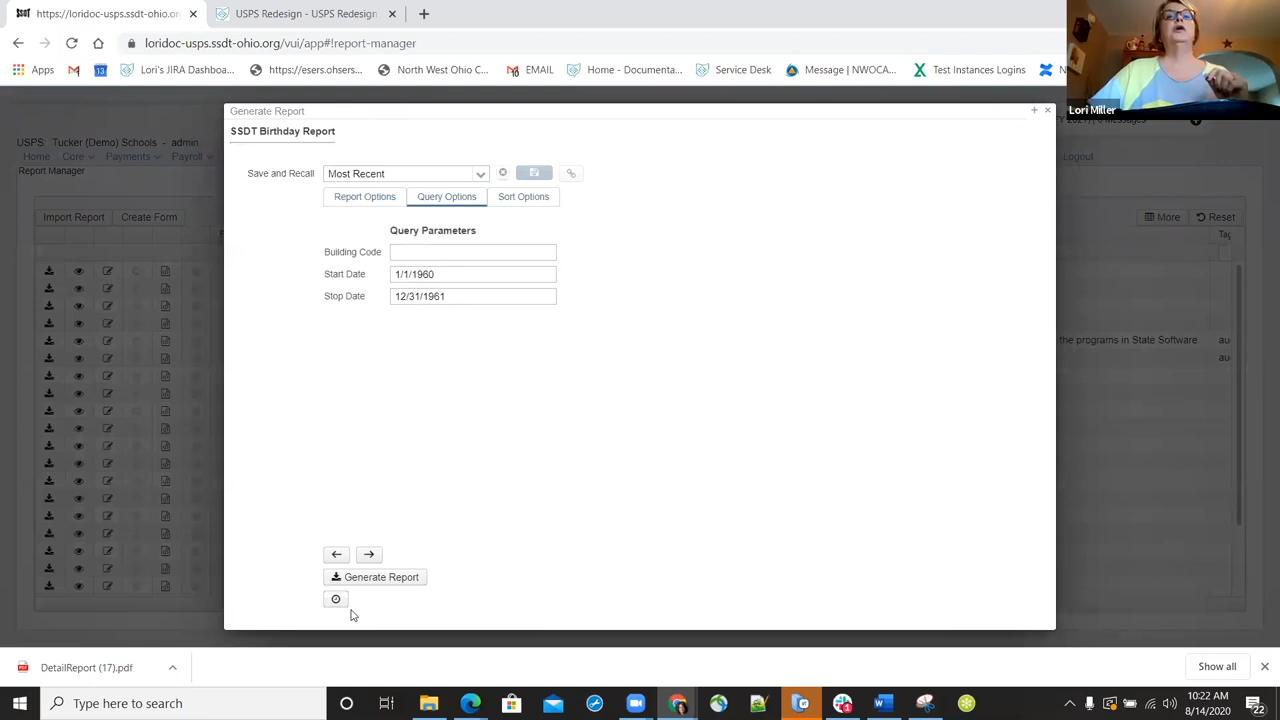 SSDT https://loridoc-usps.ssdt-ohio.or
USPS Redesign - USPS Redesign
loridoc-usps.ssdt-ohio.org/vui/app#!report-manager
Apps
Lori's JIRA Dashboa...
https://esers.ohsers...
North West Ohio C...
EMAIL
Home - Documenta...
Service Desk
Message | NWOCA...
Test Instances Logins
Lori Miller
Generate Report
SSDT Birthday Report
USPS: Tucker (Demo) Schools - admin
Home Core Payments Payroll
Logout
Report Manager
Save and Recall Most Recent
Report Options Query Options Sort Options
Import Report Create Form
More Reset
Query Parameters
Building Code
Start Date 1/1/1960
Stop Date 12/31/1961
the programs in State Software. au
au
Generate Report
DetailReport (17).pdf
Show all
Type here to search
10:22 AM
8/14/2020
22